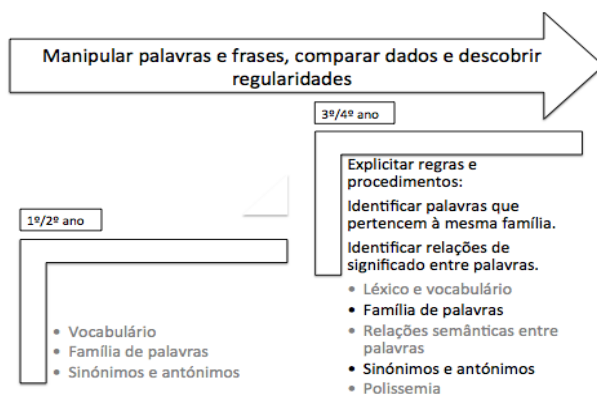 Manipular palavras e frases, comparar dados e descobrir
regularidades
3º/4º ano
Explicitar regras e
procedimentos:
Identificar palavras que
pertencem à mesma família.
Identificar relações de
significado entre palavras.
• Léxico e vocabulário
• Família de palavras
• Relações semânticas entre
palavras
• Sinónimos e antónimos
• Polissemia
1º/2º ano
• Vocabulário
• Família de palavras
• Sinónimos e antónimos